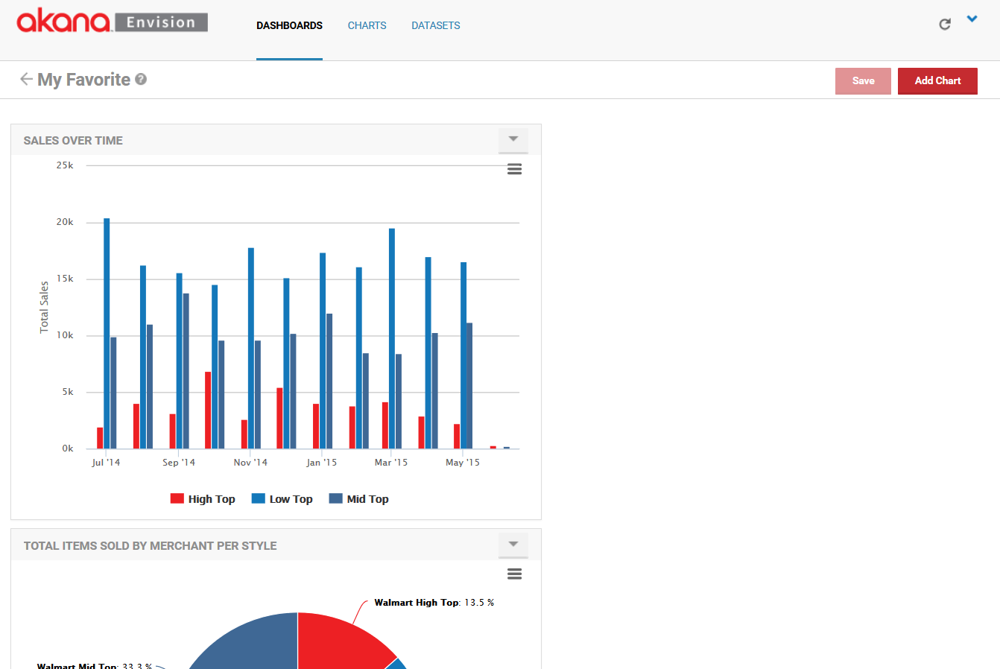 akana Envision
DASHBOARDS CHARTS DATASETS
My Favorite ?
Save Add Chart
SALES OVER TIME
25k
20k
15k
10k
5k
0k
Total Sales
Jul '14 Sep '14 Nov '14 Jan '15 Mar '15 May '15
High Top Low Top Mid Top
TOTAL ITEMS SOLD BY MERCHANT PER STYLE
Walmart High Top: 13.5 %
Walmart Mid Top: 33.3 %